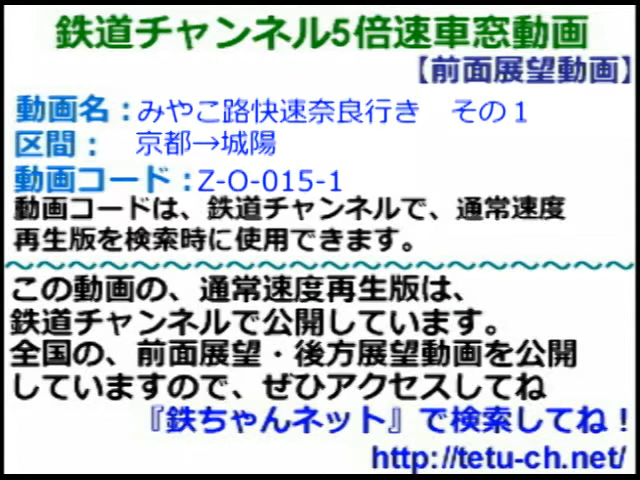 鉄道チャンネル5倍速車窓動画
【前面展望動画】
動画名：みやこ路快速奈良行き　その１
区間：　京都→城陽
動画コード：Z-O-015-1
動画コードは、鉄道チャンネルで、通常速度
再生版を検索時に使用できます。
～～～～～～～～～～～～～～～～～～～～
この動画の、通常速度再生版は、
鉄道チャンネルで公開しています。
全国の、前面展望・後方展望動画を公開
していますので、ぜひアクセスしてね
『鉄ちゃんネット』で検索してね！
http://tetu-ch.net/